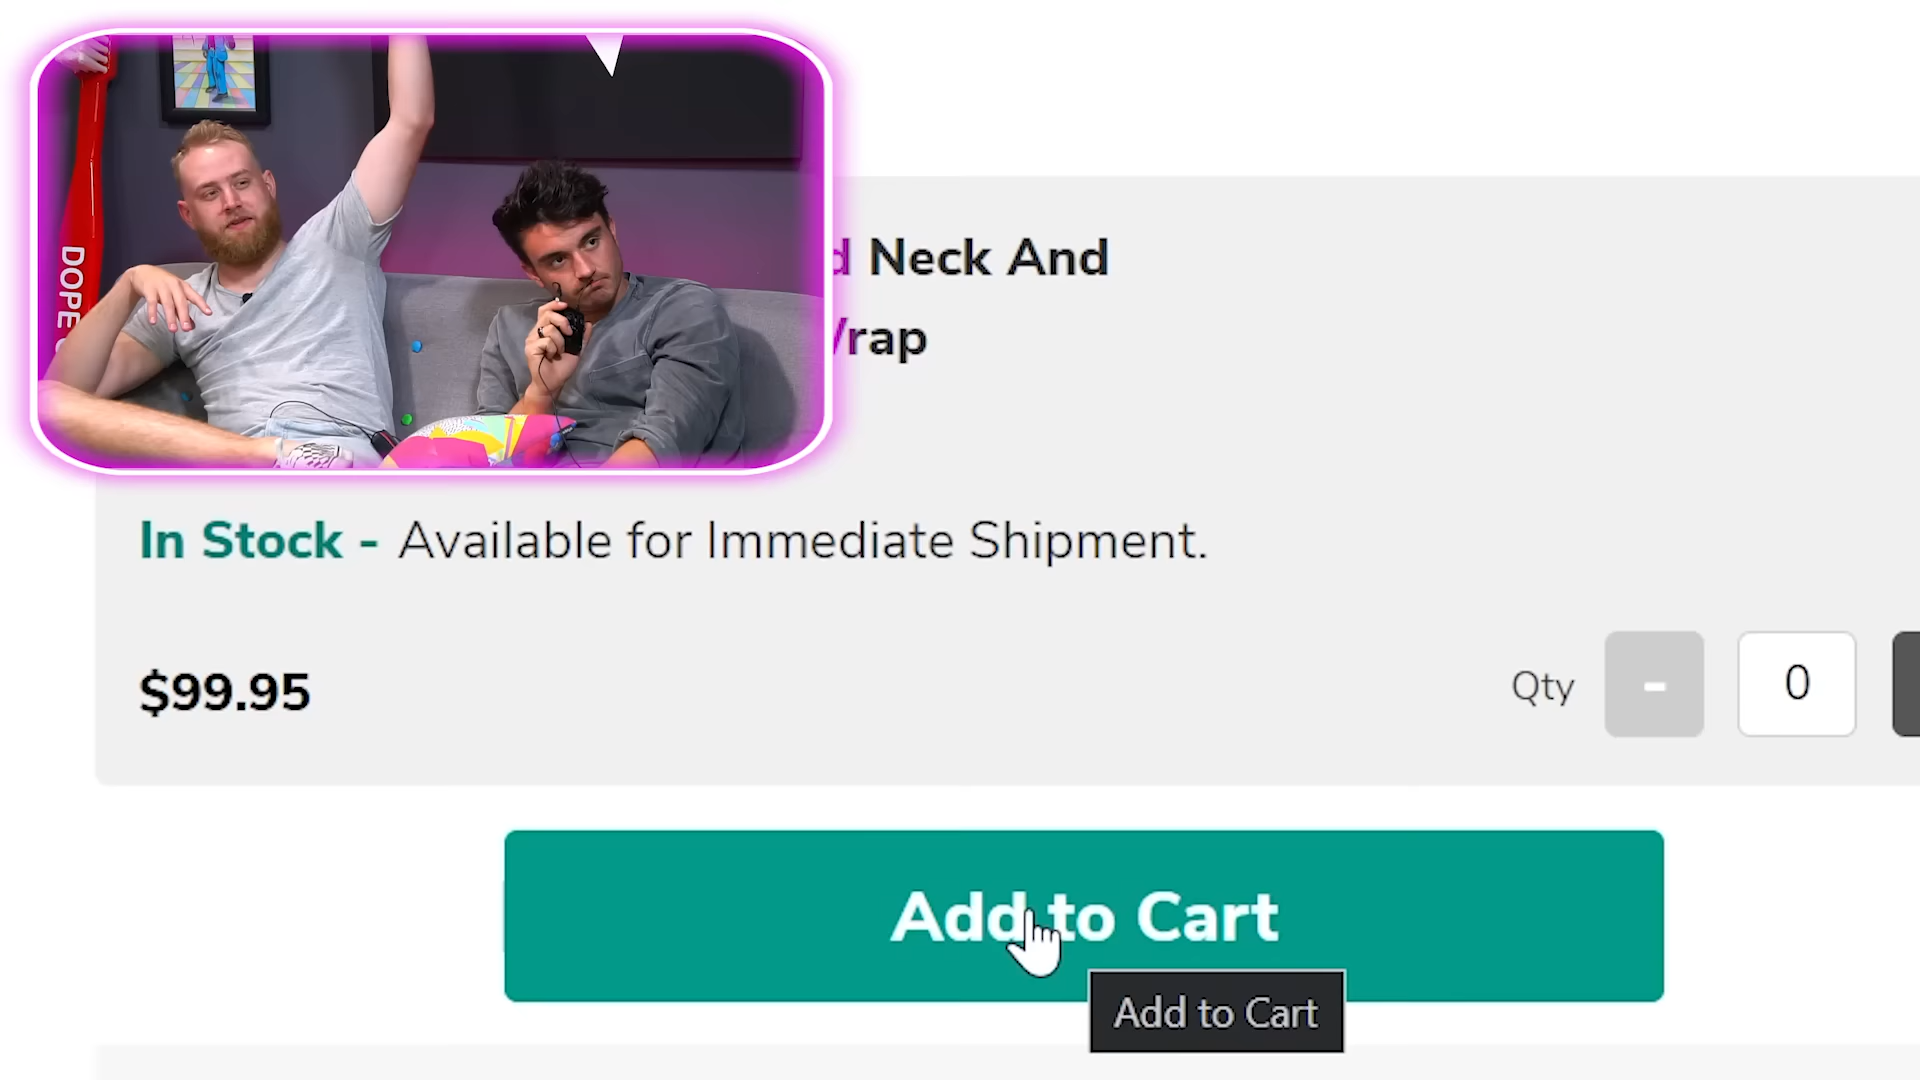 DOPE
Neck And
rap
In Stock - Available for Immediate Shipment.
$99.95
Qty
-
0
Add to Cart
Add to Cart